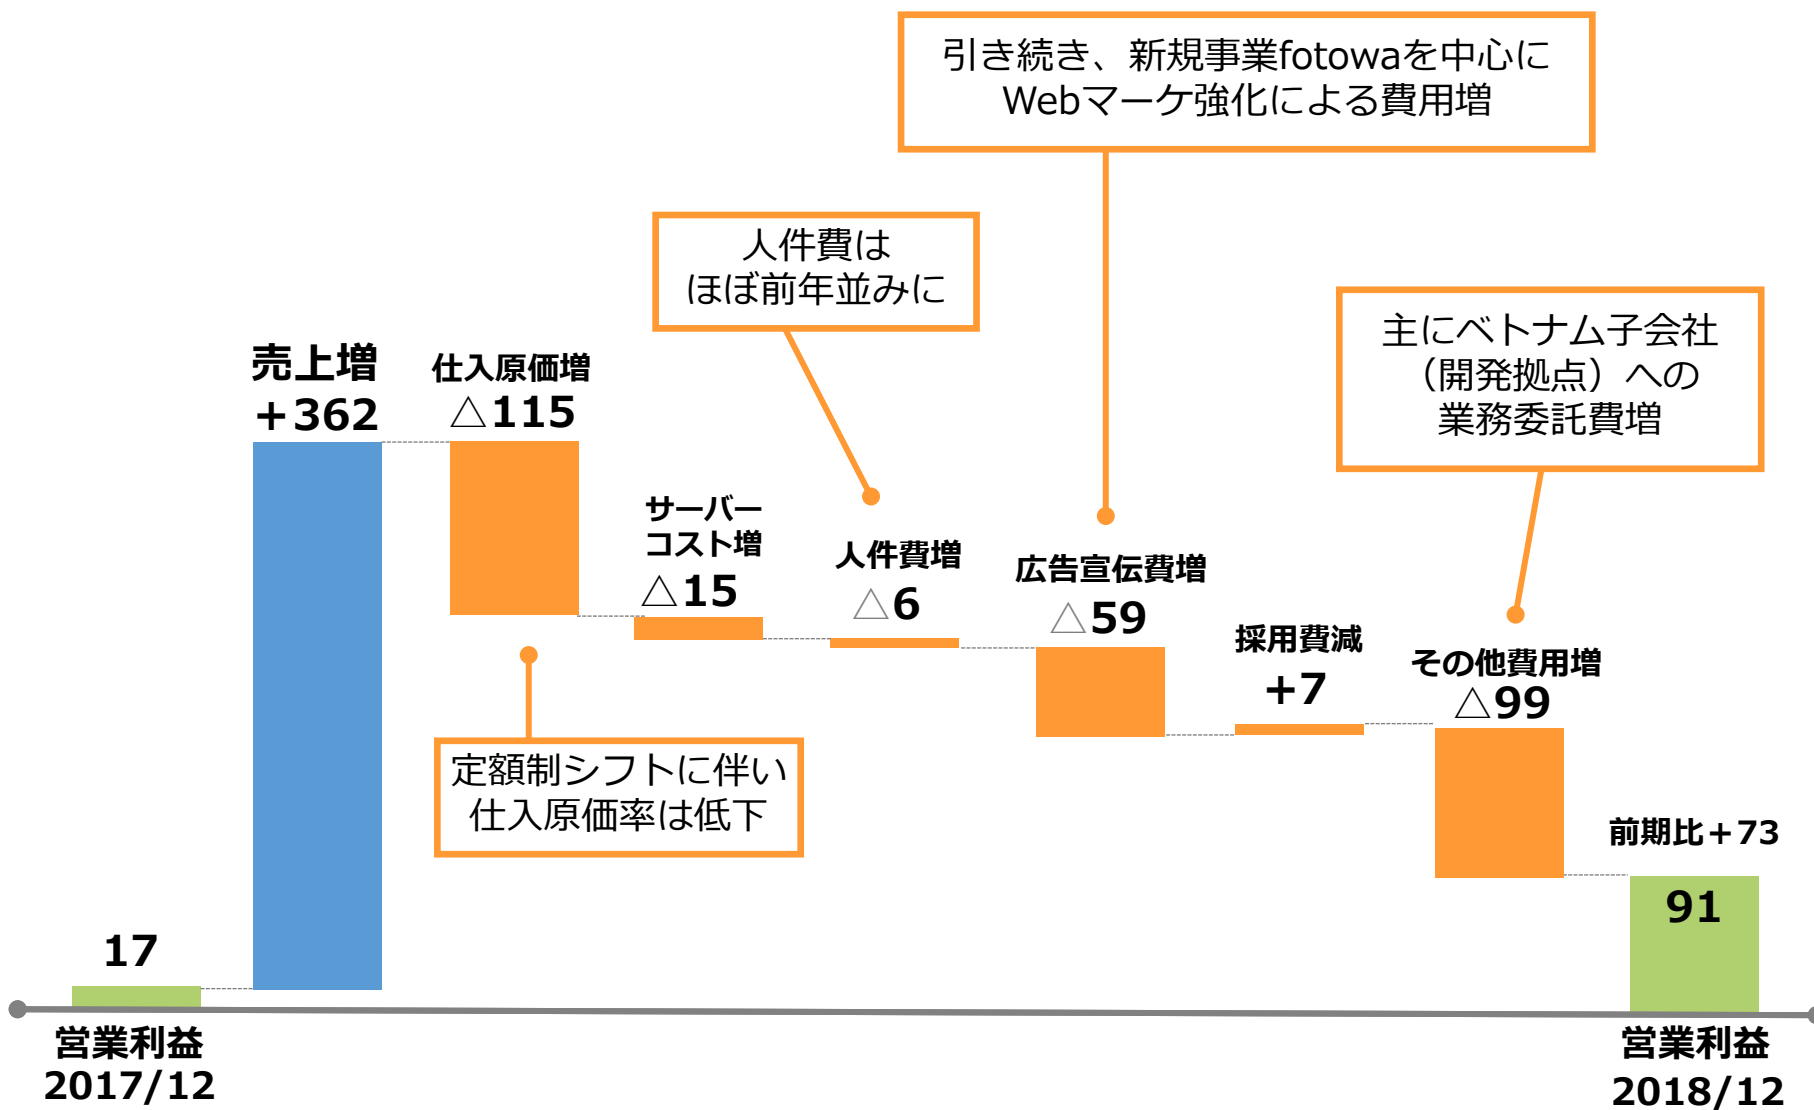 引き続き、新規事業fotowaを中心に
Webマーケ強化による費用増
人件費は
ほぼ前年並みに
主にベトナム子会社
（開発拠点）への
業務委託費増
売上増
+362
仕入原価増
△115
サーバー
コスト増
△15
人件費増
△6
広告宣伝費増
△59
採用費減
+7
その他費用増
△99
定額制シフトに伴い
仕入原価率は低下
前期比+73
91
17
営業利益
2017/12
営業利益
2018/12